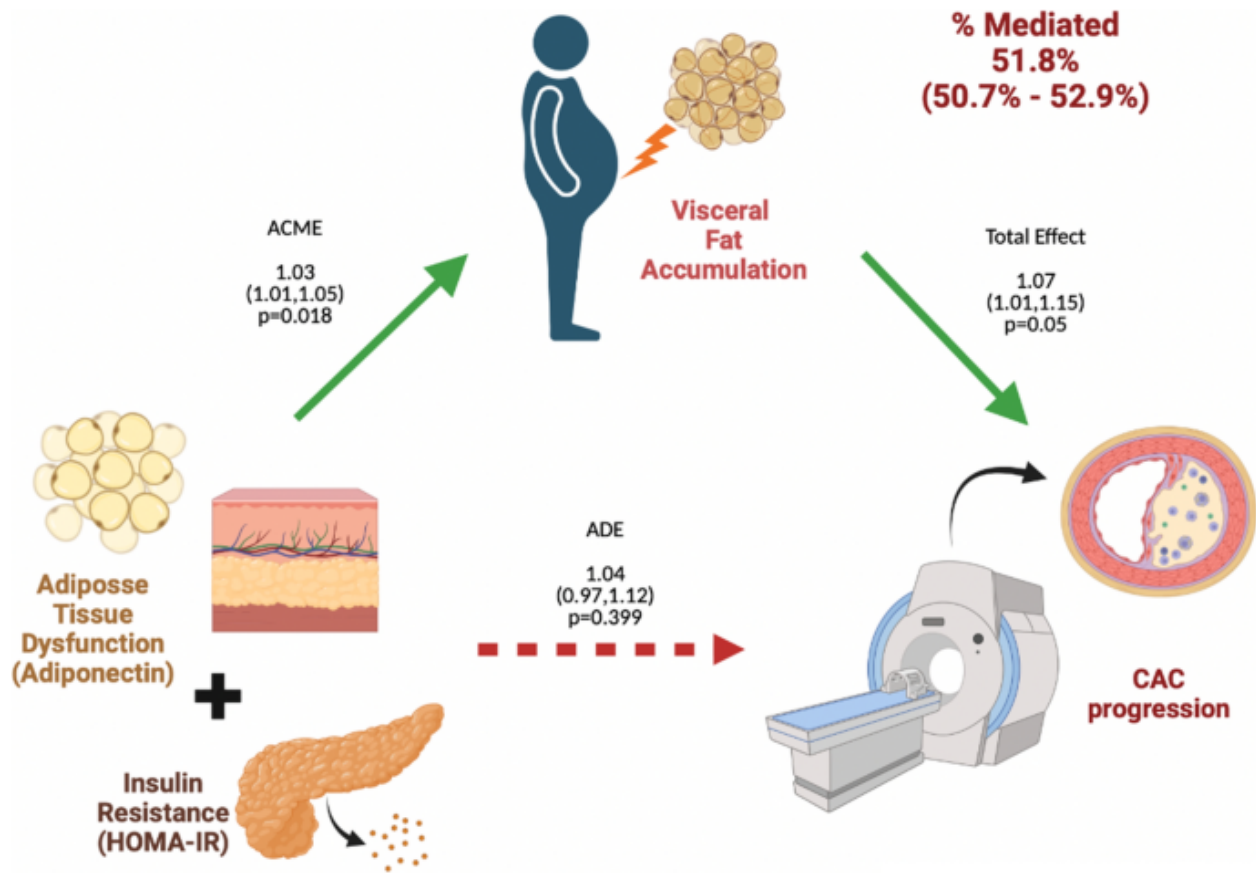 % Mediated
51.8%
(50.7% - 52.9%)
Visceral
Fat
Accumulation
ACME
1.03
(1.01,1.05)
p=0.018
Total Effect
1.07
(1.01,1.15)
p=0.05
Adiposse
Tissue
Dysfunction
(Adiponectin)
ADE
1.04
(0.97,1.12)
p=0.399
CAC
progression
Insulin
Resistance
(HOMA-IR)